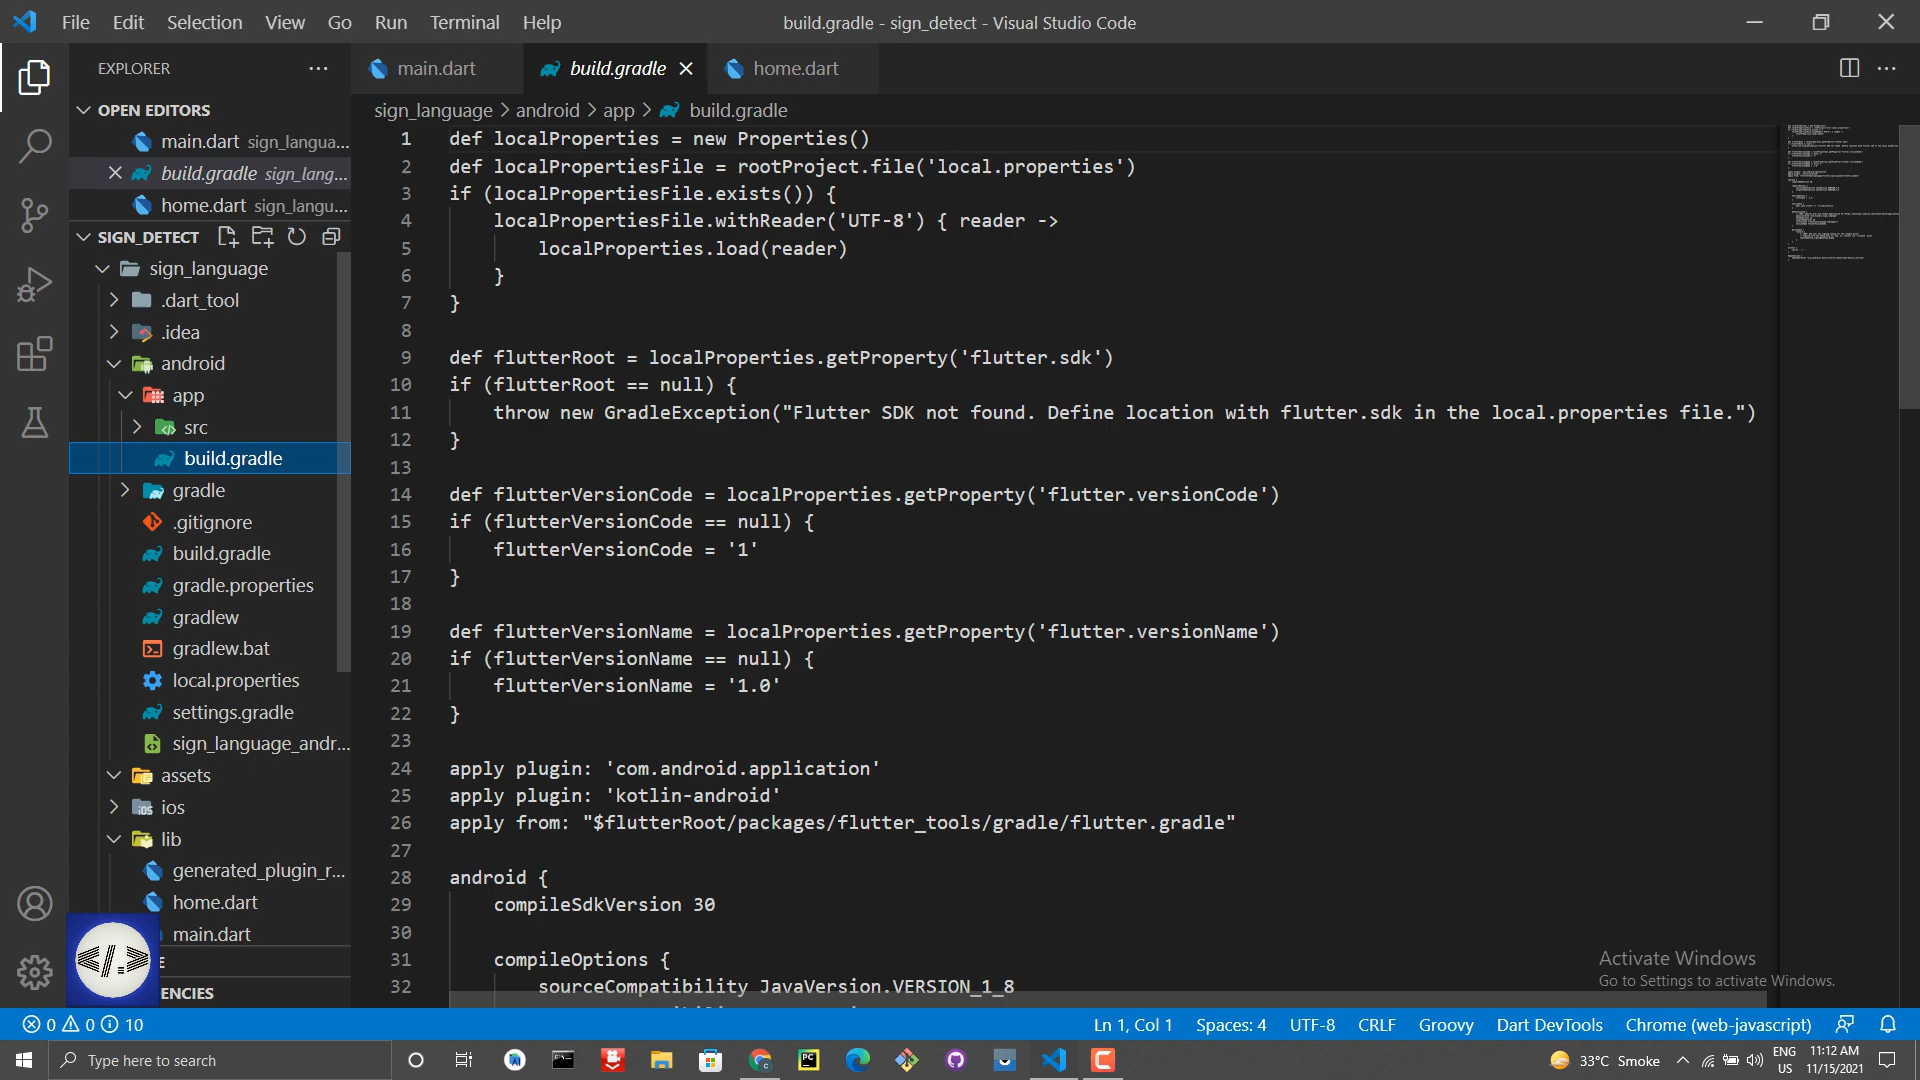 File Edit Selection View Go Run Terminal Help
build.gradle - sign_detect - Visual Studio Code
EXPLORER
main.dart
build.gradle
home.dart
OPEN EDITORS
main.dart sign_langua...
build.gradle sign_lang...
home.dart sign_langu...
SIGN_DETECT
sign_language
.dart_tool
.idea
android
app
src
build.gradle
gradle
.gitignore
build.gradle
gradle.properties
gradlew
gradlew.bat
local.properties
settings.gradle
sign_language_andr...
assets
ios
lib
generated_plugin_r...
home.dart
main.dart
E
ENCIES
</.>
sign_language > android > app > build.gradle
1 def localProperties = new Properties()
2 def localPropertiesFile = rootProject.file('local.properties')
3 if (localPropertiesFile.exists()) {
4 localPropertiesFile.withReader('UTF-8') { reader ->
5 localProperties.load(reader)
6 }
7 }
8
9 def flutterRoot = localProperties.getProperty('flutter.sdk')
10 if (flutterRoot == null) {
11 throw new GradleException("Flutter SDK not found. Define location with flutter.sdk in the local.properties file.")
12 }
13
14 def flutterVersionCode = localProperties.getProperty('flutter.versionCode')
15 if (flutterVersionCode == null) {
16 flutterVersionCode = '1'
17 }
18
19 def flutterVersionName = localProperties.getProperty('flutter.versionName')
20 if (flutterVersionName == null) {
21 flutterVersionName = '1.0'
22 }
23
24 apply plugin: 'com.android.application'
25 apply plugin: 'kotlin-android'
26 apply from: "$flutterRoot/packages/flutter_tools/gradle/flutter.gradle"
27
28 android {
29 compileSdkVersion 30
30
31 compileOptions {
32 sourceCompatibility JavaVersion.VERSION_1_8
Activate Windows
Go to Settings to activate Windows.
0 0 10
Ln 1, Col 1 Spaces: 4 UTF-8 CRLF Groovy Dart DevTools Chrome (web-javascript)
Type here to search
33°C Smoke
ENG
US
11:12 AM
11/15/2021